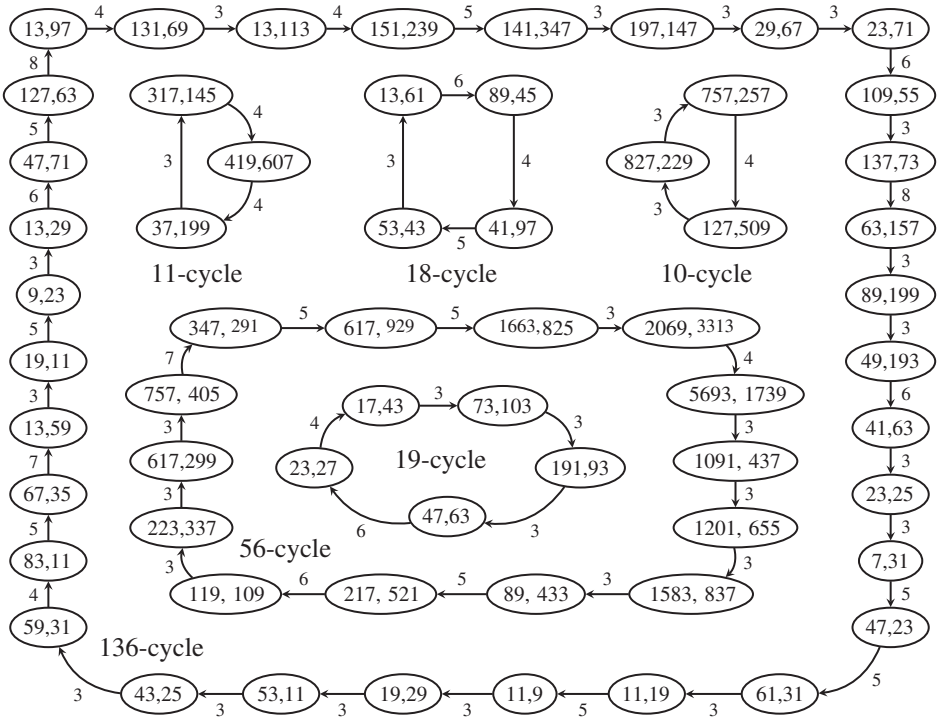 13,97 4 131,69 3 13,113 4 151,239 5 141,347 3 197,147 3 29,67 3 23,71
8 6
127,63 317,145 4 13,61 6 89,45 757,257 109,55
5 3 3
47,71 3 419,607 3 4 827,229 4 137,73
6 4 3 8
13,29 37,199 53,43 5 41,97 127,509 63,157
3 11-cycle 18-cycle 10-cycle 3
9,23 89,199
5 347, 291 5 617, 929 5 1663,825 3 2069, 3313 3
19,11 7 4 49,193
3 757, 405 17,43 3 73,103 5693, 1739 6
13,59 3 4 3 3 41,63
7 617,299 23,27 19-cycle 191,93 1091, 437 3
67,35 3 6 47,63 3 3 23,25
5 223,337 1201, 655 3
83,11 3 56-cycle 3 7,31
4 119, 109 6 217, 521 5 89, 433 3 1583, 837 5
59,31 47,23
136-cycle
3 43,25 3 53,11 3 19,29 3 11,9 5 11,19 3 61,31 5